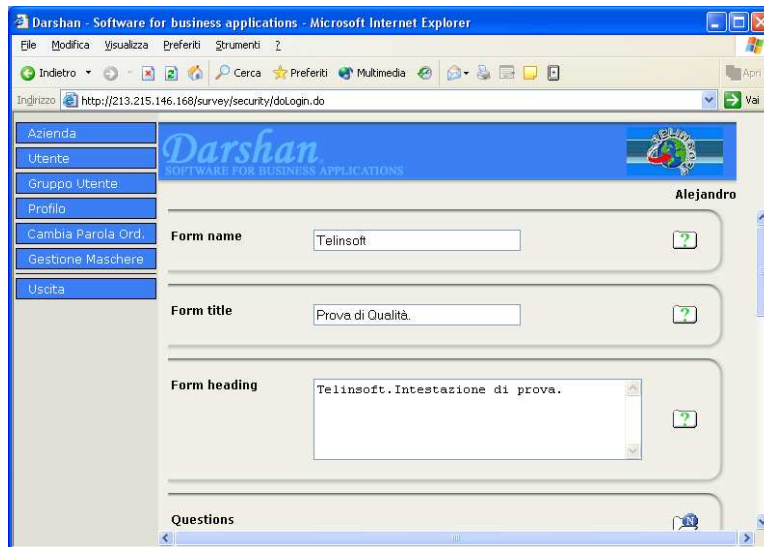 Darshan - Software for business applications - Microsoft Internet Explorer
File Modifica Visualizza Preferiti Strumenti ?
Indietro Cerca Preferiti Multimedia Apri
Indirizzo http://213.215.146.168/survey/security/doLogin.do Vai
Azienda
Utente
Gruppo Utente
Profilo
Cambia Parola Ord.
Gestione Maschere
Uscita
Darshan
SOFTWARE FOR BUSINESS APPLICATIONS
Alejandro
Form name Telinsoft
Form title Prova di Qualità.
Form heading Telinsoft.Intestazione di prova.
Questions